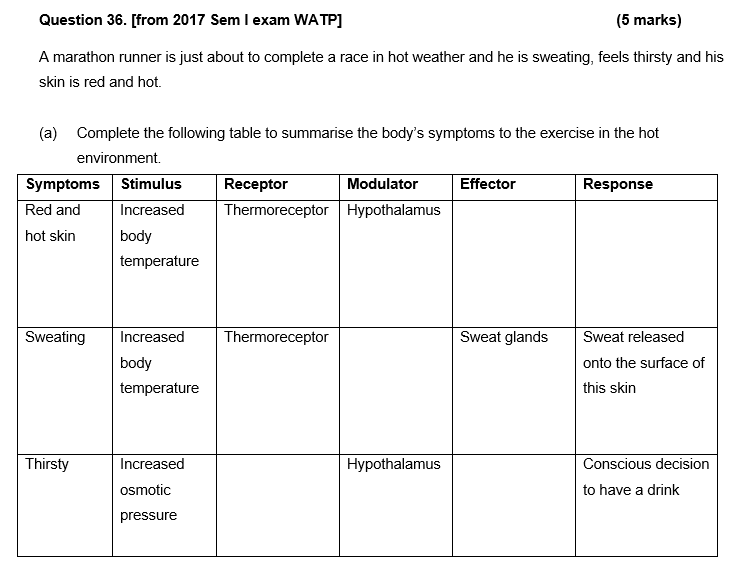 Question 36. [from 2017 Sem I exam WATP] (5 marks)
A marathon runner is just about to complete a race in hot weather and he is sweating, feels thirsty and his
skin is red and hot.
(a) Complete the following table to summarise the body's symptoms to the exercise in the hot
environment.
Symptoms Stimulus Receptor Modulator Effector Response
Red and Increased Thermoreceptor Hypothalamus
hot skin body
temperature
Sweating Increased Thermoreceptor Sweat glands Sweat released
body onto the surface of
temperature this skin
Thirsty Increased Hypothalamus Conscious decision
osmotic to have a drink
pressure